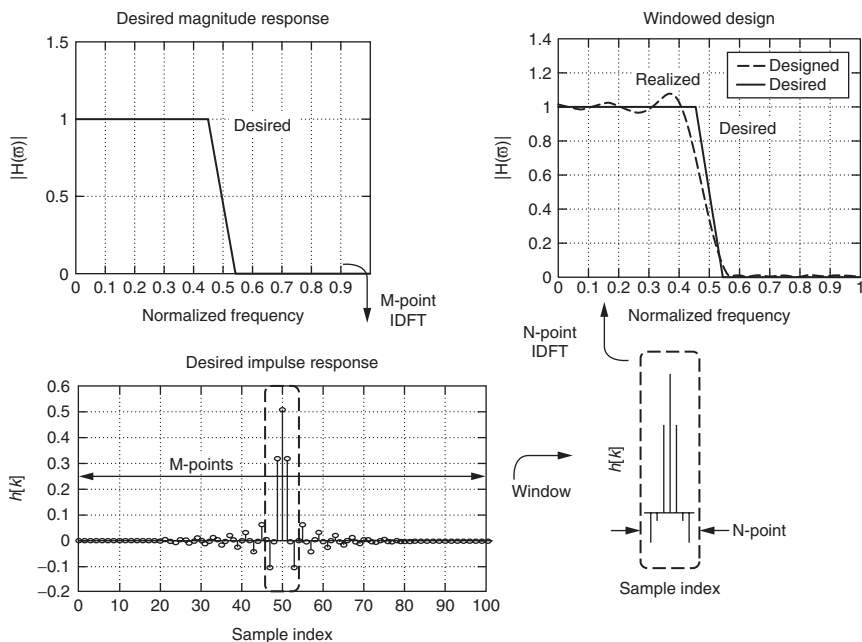 Desired magnitude response
1.5
1
0.5
0
|H(ϖ)|
Desired
0 0.1 0.2 0.3 0.4 0.5 0.6 0.7 0.8 0.9
Normalized frequency
M-point
IDFT
Windowed design
1.4
1.2
1.0
0.8
0.6
0.4
0.2
0
|H(ϖ)|
Realized
Designed
Desired
Desired
0 0.1 0.2 0.3 0.4 0.5 0.6 0.7 0.8 0.9 1
Normalized frequency
N-point
IDFT
Desired impulse response
0.6
0.5
0.4
0.3
0.2
0.1
0
−0.1
−0.2
h[k]
M-points
0 10 20 30 40 50 60 70 80 90 100
Sample index
Window
h[k]
N-point
Sample index